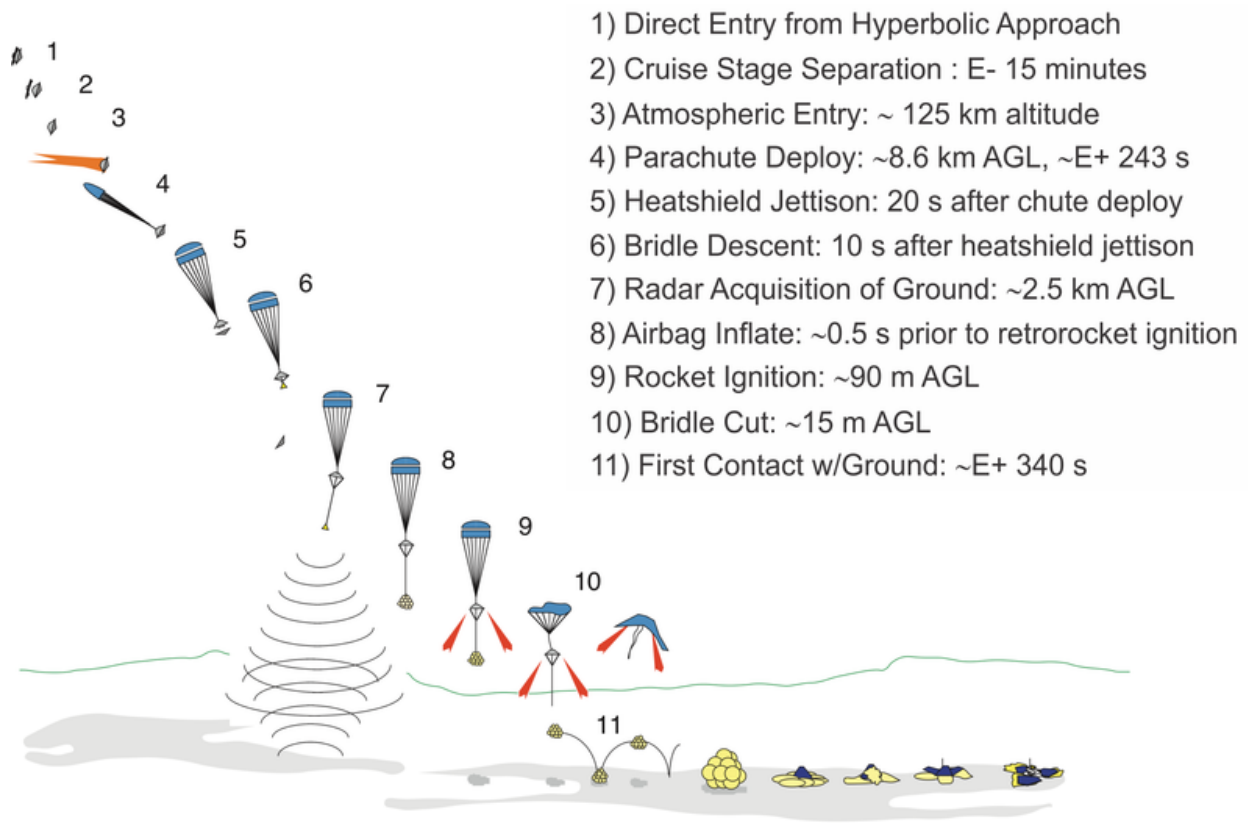 1) Direct Entry from Hyperbolic Approach
2) Cruise Stage Separation : E- 15 minutes
3) Atmospheric Entry: ~ 125 km altitude
4) Parachute Deploy: ~8.6 km AGL, ~E+ 243 s
5) Heatshield Jettison: 20 s after chute deploy
6) Bridle Descent: 10 s after heatshield jettison
7) Radar Acquisition of Ground: ~2.5 km AGL
8) Airbag Inflate: ~0.5 s prior to retrorocket ignition
9) Rocket Ignition: ~90 m AGL
10) Bridle Cut: ~15 m AGL
11) First Contact w/Ground: ~E+ 340 s
1
2
3
4
5
6
7
8
9
10
11